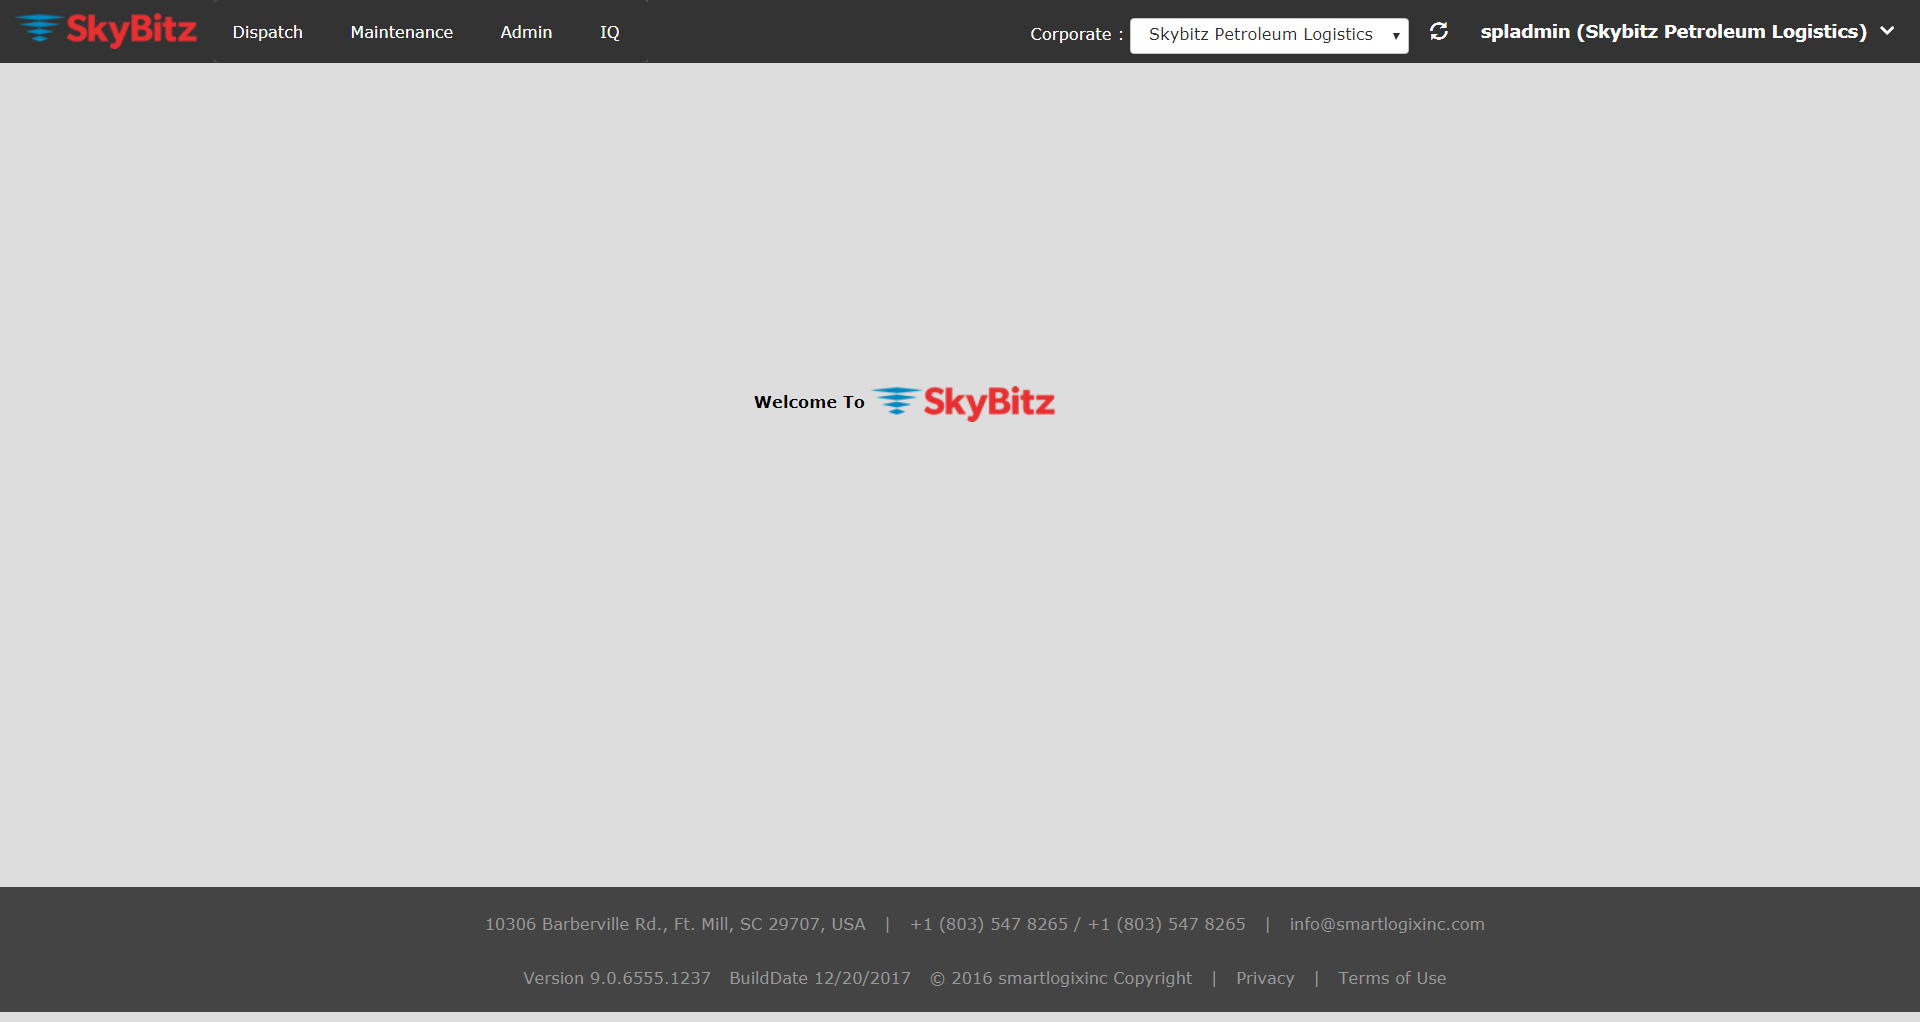 SkyBitz Dispatch Maintenance Admin IQ Corporate : Skybitz Petroleum Logistics spladmin (Skybitz Petroleum Logistics)
Welcome To SkyBitz
10306 Barberville Rd., Ft. Mill, SC 29707, USA | +1 (803) 547 8265 / +1 (803) 547 8265 | info@smartlogixinc.com
Version 9.0.6555.1237 BuildDate 12/20/2017 © 2016 smartlogixinc Copyright | Privacy | Terms of Use